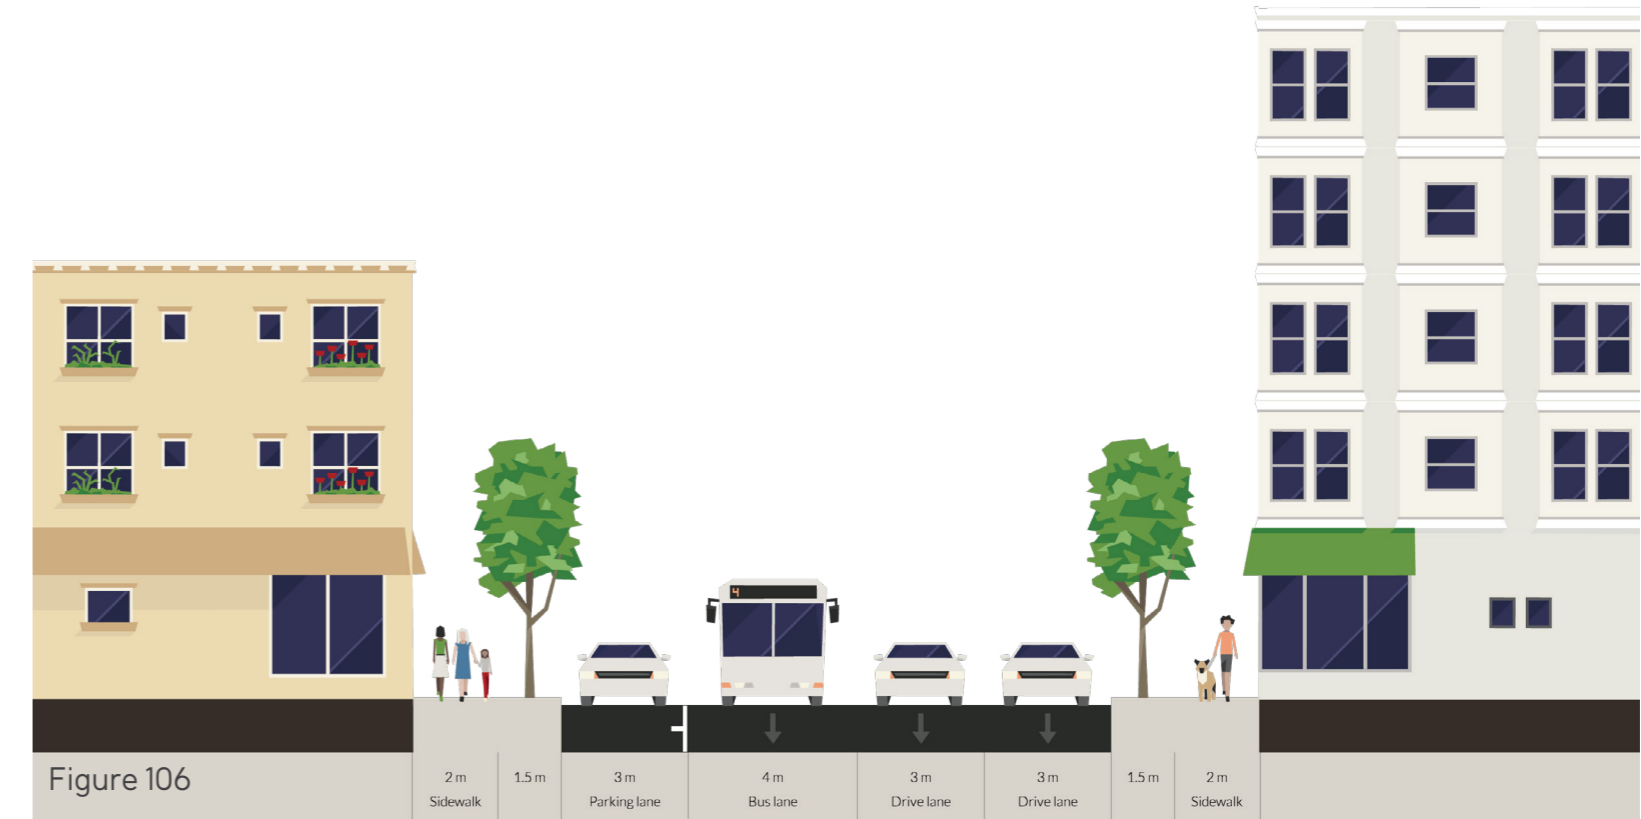 4
Figure 106
2 m
Sidewalk
1.5 m
3 m
Parking lane
4 m
Bus lane
3 m
Drive lane
3 m
Drive lane
1.5 m
2 m
Sidewalk